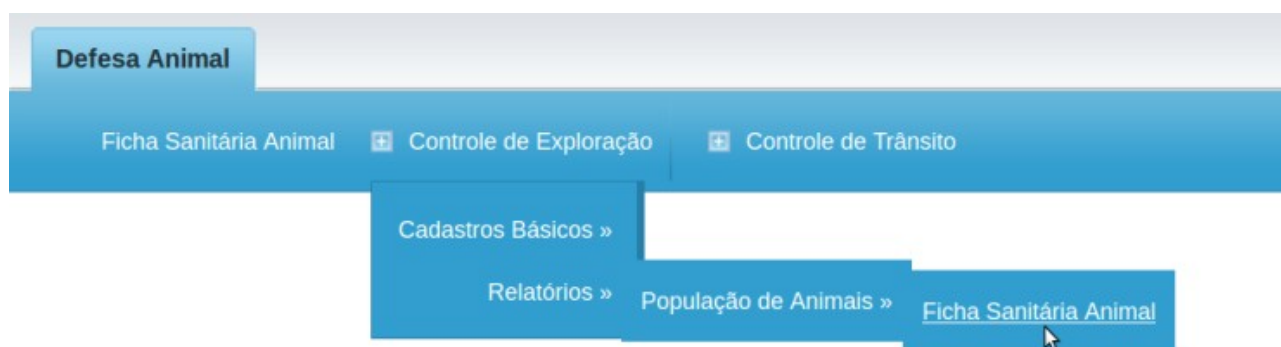 Defesa Animal
Ficha Sanitária Animal Controle de Exploração Controle de Trânsito
Cadastros Básicos »
Relatórios » População de Animais » Ficha Sanitária Animal